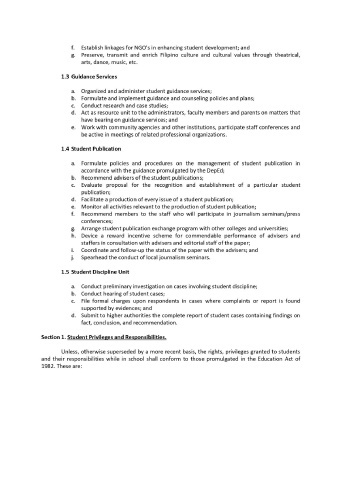 f. Establish linkages for NGO's in enhancing student development; and
g. Preserve, transmit and enrich Filipino culture and cultural values through theatrical,
arts, dance, music, etc.
1.3 Guidance Services
a. Organized and administer student guidance services;
b. Formulate and implement guidance and counseling policies and plans;
c. Conduct research and case studies;
d. Act as resource unit to the administrators, faculty members and parents on matters that
have bearing on guidance services; and
e. Work with community agencies and other institutions, participate staff conferences and
be active in meetings of related professional organizations.
1.4 Student Publication
a. Formulate policies and procedures on the management of student publication in
accordance with the guidance promulgated by the DepEd;
b. Recommend advisers of the student publications;
c. Evaluate proposal for the recognition and establishment of a particular student
publication;
d. Facilitate a production of every issue of a student publication;
e. Monitor all activities relevant to the production of student publication;
f. Recommend members to the staff who will participate in journalism seminars/press
conferences;
g. Arrange student publication exchange program with other colleges and universities;
h. Device a reward incentive scheme for commendable performance of advisers and
staffers in consultation with advisers and editorial staff of the paper;
i. Coordinate and follow-up the status of the paper with the advisers; and
j. Spearhead the conduct of local journalism seminars.
1.5 Student Discipline Unit
a. Conduct preliminary investigation on cases involving student discipline;
b. Conduct hearing of student cases;
c. File formal charges upon respondents in cases where complaints or report is found
supported by evidences; and
d. Submit to higher authorities the complete report of student cases containing findings on
fact, conclusion, and recommendation.
Section 1. Student Privileges and Responsibilities.
Unless, otherwise superseded by a more recent basis, the rights, privileges granted to students
and their responsibilities while in school shall conform to those promulgated in the Education Act of
1982. These are: